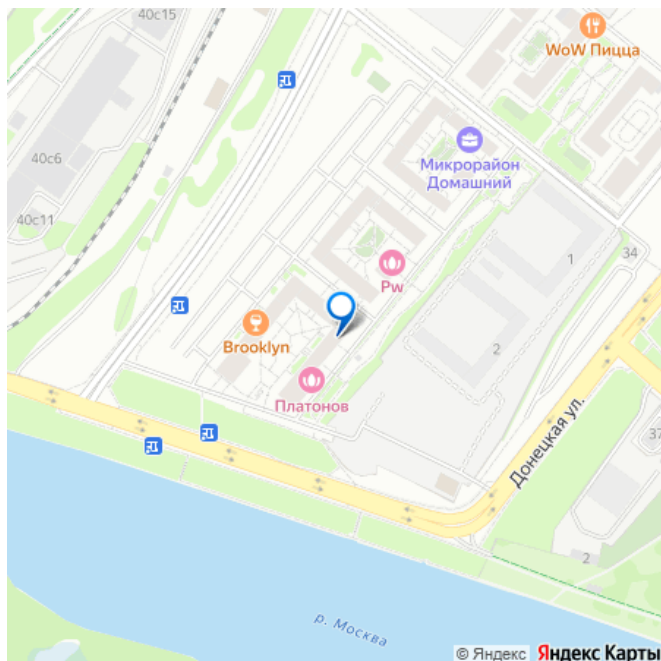 40с15
WoW Пицца
40с6
Микрорайон
Домашний
40с11
34
1
Pw
Brooklyn
2
Платонов
Донецкая ул.
37
2
р. Москва
© Яндекс Яндекс Карты